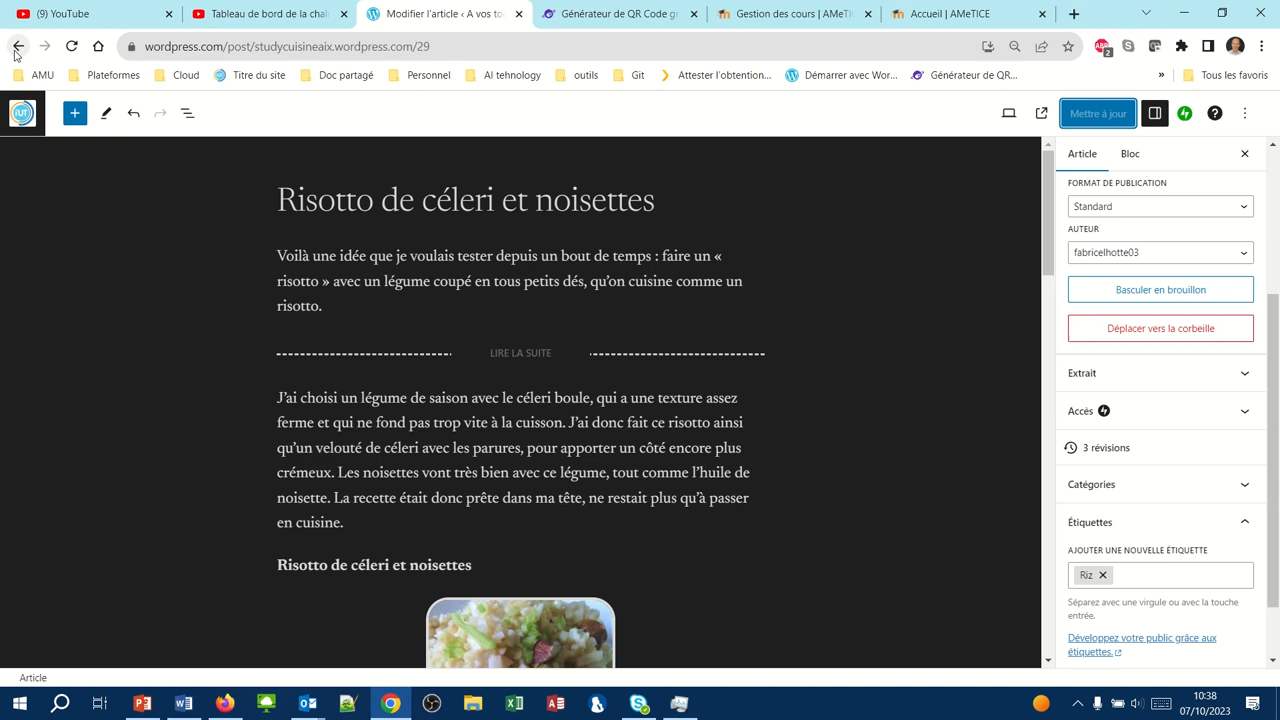 (9) YouTube
Tableau de bord ‹ classe
Modifier l'article ‹ A vos to
Générateur de QR Code gr
Gestion des cours | AMeTICE
Accueil | AMeTICE
wordpress.com/post/studycuisineaix.wordpress.com/29
ABP
2
AMU
Plateformes
Cloud
Titre du site
Doc partagé
Personnel
AI tehnology
outils
Git
Attester l'obtention...
Démarrer avec Wor...
Générateur de QR...
»
Tous les favoris
iut
Mettre à jour
Article
Bloc
FORMAT DE PUBLICATION
Standard
AUTEUR
fabricelhotte03
Basculer en brouillon
Déplacer vers la corbeille
Extrait
Accès
3 révisions
Catégories
Étiquettes
AJOUTER UNE NOUVELLE ÉTIQUETTE
Riz
Séparez avec une virgule ou avec la touche
entrée.
Développez votre public grâce aux
étiquettes.
Risotto de céleri et noisettes
Voilà une idée que je voulais tester depuis un bout de temps : faire un «
risotto » avec un légume coupé en tous petits dés, qu'on cuisine comme un
risotto.
LIRE LA SUITE
J'ai choisi un légume de saison avec le céleri boule, qui a une texture assez
ferme et qui ne fond pas trop vite à la cuisson. J'ai donc fait ce risotto ainsi
qu'un velouté de céleri avec les parures, pour apporter un côté encore plus
crémeux. Les noisettes vont très bien avec ce légume, tout comme l'huile de
noisette. La recette était donc prête dans ma tête, ne restait plus qu'à passer
en cuisine.
Risotto de céleri et noisettes
Article
10:38
07/10/2023